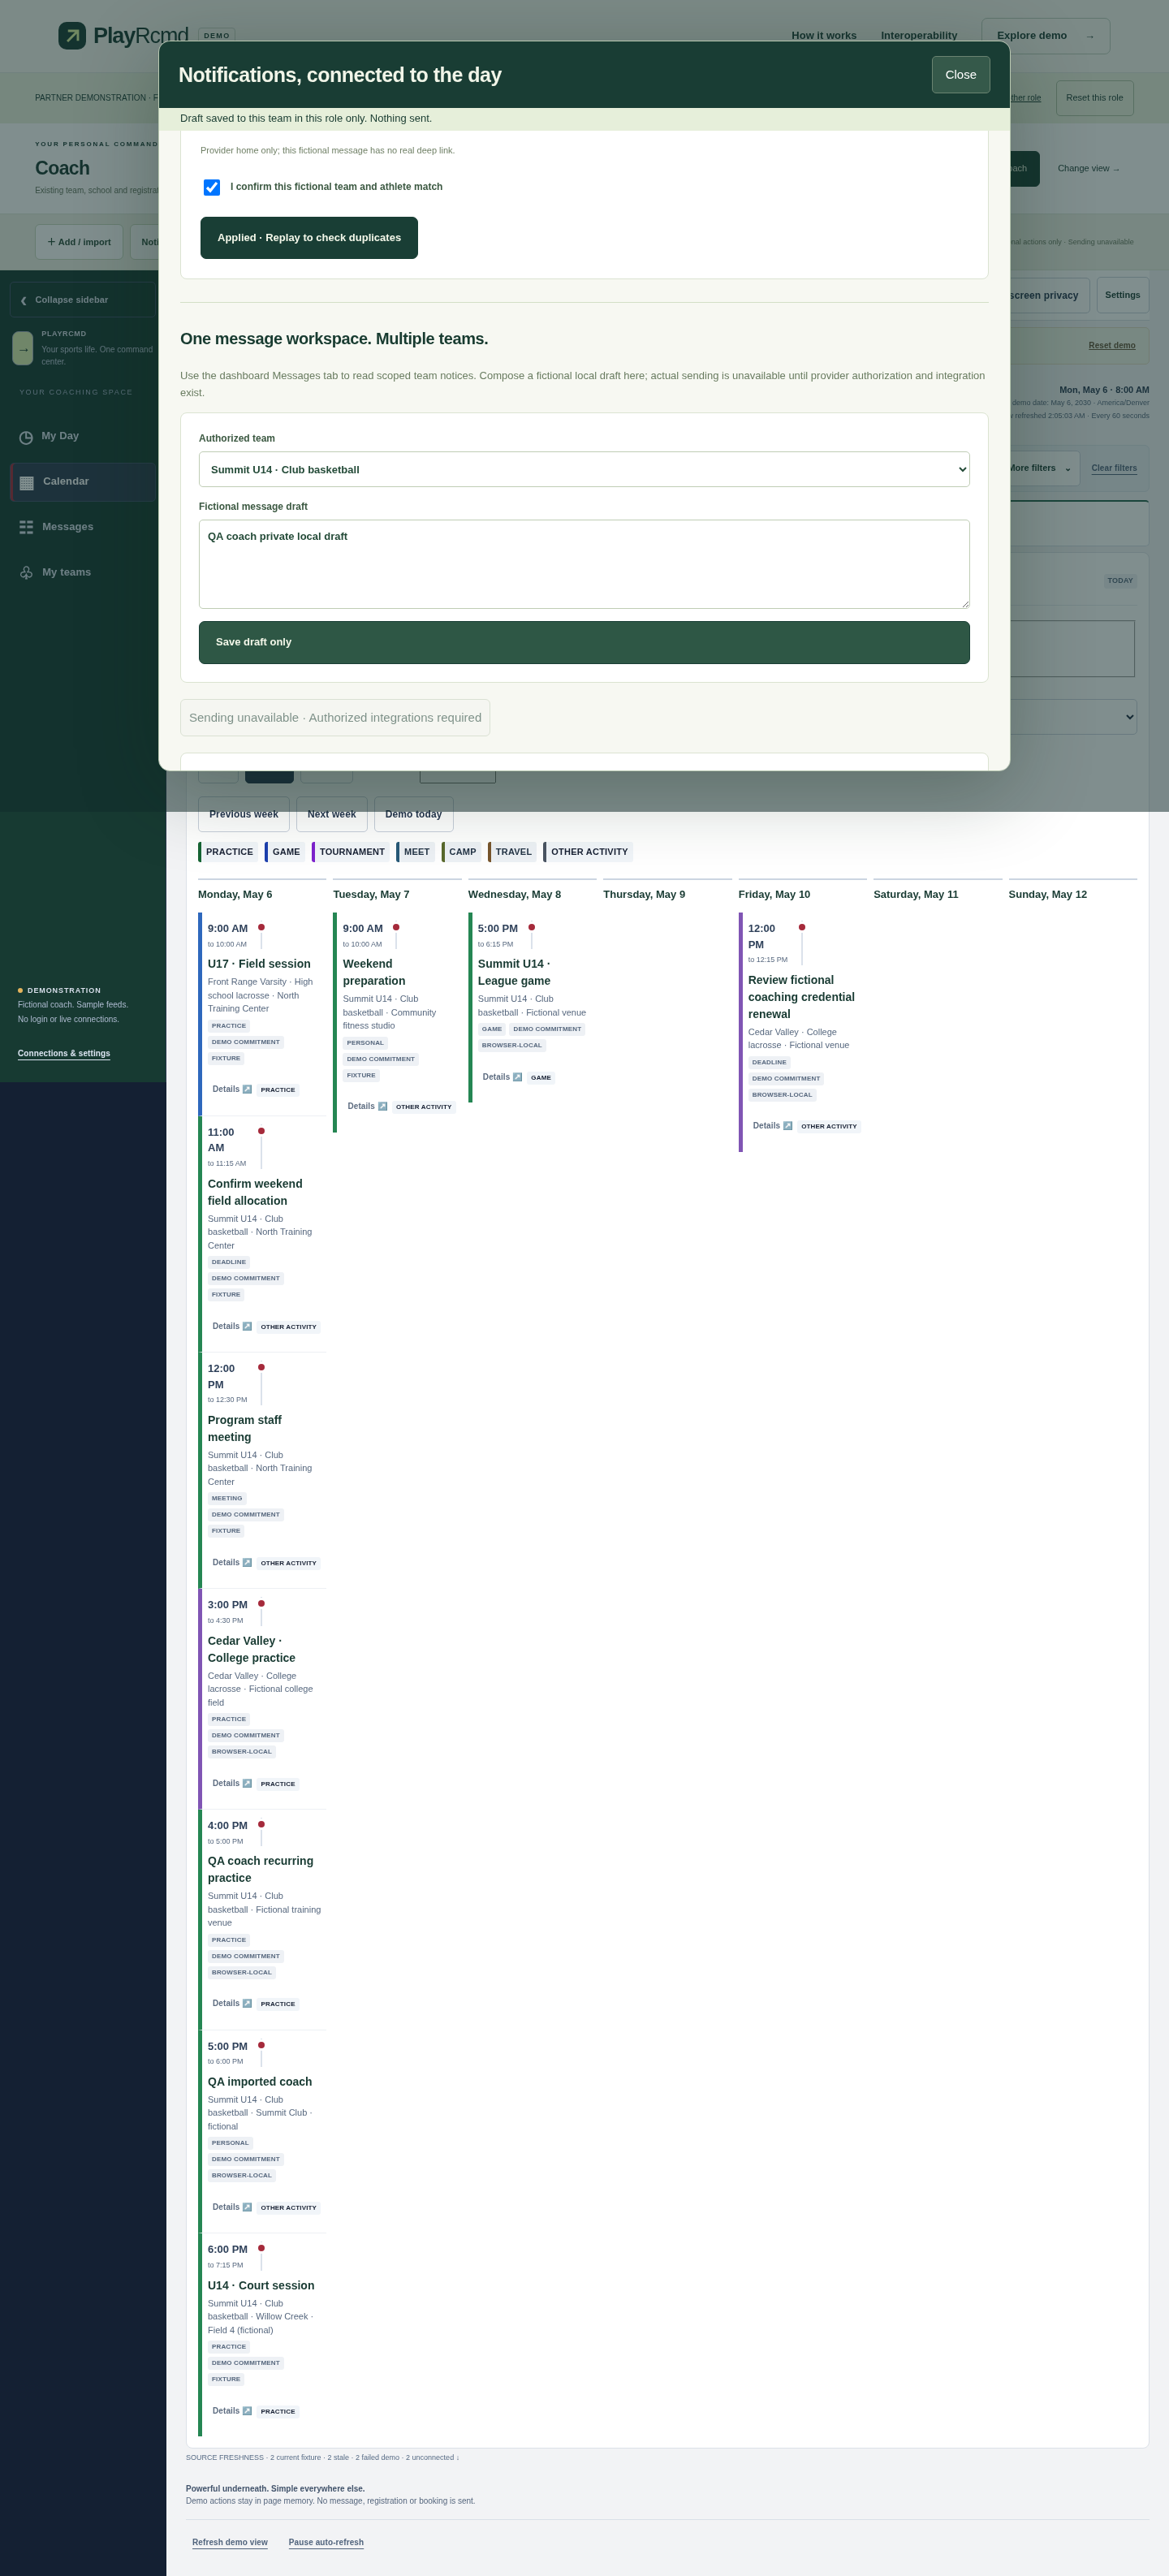 PlayRcmd DEMO
How it works Interoperability Explore demo →
Notifications, connected to the day
Close
PARTNER DEMONSTRATION · F
ther role
Reset this role
Draft saved to this team in this role only. Nothing sent.
YOUR PERSONAL COMMAND
Coach
Existing team, school and registrat
Change view →
+ Add / import
Noti
nal actions only · Sending unavailable
Provider home only; this fictional message has no real deep link.
I confirm this fictional team and athlete match
Applied · Replay to check duplicates
‹ Collapse sidebar
PLAYRCMD
→ Your sports life. One command
center.
YOUR COACHING SPACE
My Day
Calendar
Messages
My teams
screen privacy
Settings
Reset demo
Mon, May 6 · 8:00 AM
demo date: May 6, 2030 · America/Denver
refreshed 2:05:03 AM · Every 60 seconds
More filters ⌄
Clear filters
TODAY
One message workspace. Multiple teams.
Use the dashboard Messages tab to read scoped team notices. Compose a fictional local draft here; actual sending is unavailable until provider authorization and integration
exist.
Authorized team
Summit U14 · Club basketball
Fictional message draft
QA coach private local draft
Save draft only
Sending unavailable · Authorized integrations required
Previous week
Next week
Demo today
PRACTICE GAME TOURNAMENT MEET CAMP TRAVEL OTHER ACTIVITY
Monday, May 6
9:00 AM
to 10:00 AM
U17 · Field session
Front Range Varsity · High
school lacrosse · North
Training Center
PRACTICE
DEMO COMMITMENT
FIXTURE
Details ↗ PRACTICE
11:00
AM
to 11:15 AM
Confirm weekend
field allocation
Summit U14 · Club
basketball · North Training
Center
DEADLINE
DEMO COMMITMENT
FIXTURE
Details ↗ OTHER ACTIVITY
12:00
PM
to 12:30 PM
Program staff
meeting
Summit U14 · Club
basketball · North Training
Center
MEETING
DEMO COMMITMENT
FIXTURE
Details ↗ OTHER ACTIVITY
3:00 PM
to 4:30 PM
Cedar Valley ·
College practice
Cedar Valley · College
lacrosse · Fictional college
field
PRACTICE
DEMO COMMITMENT
BROWSER-LOCAL
Details ↗ PRACTICE
4:00 PM
to 5:00 PM
QA coach recurring
practice
Summit U14 · Club
basketball · Fictional training
venue
PRACTICE
DEMO COMMITMENT
BROWSER-LOCAL
Details ↗ PRACTICE
5:00 PM
to 6:00 PM
QA imported coach
Summit U14 · Club
basketball · Summit Club ·
fictional
PERSONAL
DEMO COMMITMENT
BROWSER-LOCAL
Details ↗ OTHER ACTIVITY
6:00 PM
to 7:15 PM
U14 · Court session
Summit U14 · Club
basketball · Willow Creek ·
Field 4 (fictional)
PRACTICE
DEMO COMMITMENT
FIXTURE
Details ↗ PRACTICE
Tuesday, May 7
9:00 AM
to 10:00 AM
Weekend
preparation
Summit U14 · Club
basketball · Community
fitness studio
PERSONAL
DEMO COMMITMENT
FIXTURE
Details ↗ OTHER ACTIVITY
Wednesday, May 8
5:00 PM
to 6:15 PM
Summit U14 ·
League game
Summit U14 · Club
basketball · Fictional venue
GAME DEMO COMMITMENT
BROWSER-LOCAL
Details ↗ GAME
Thursday, May 9
Friday, May 10
12:00
PM
to 12:15 PM
Review fictional
coaching credential
renewal
Cedar Valley · College
lacrosse · Fictional venue
DEADLINE
DEMO COMMITMENT
BROWSER-LOCAL
Details ↗ OTHER ACTIVITY
Saturday, May 11
Sunday, May 12
DEMONSTRATION
Fictional coach. Sample feeds.
No login or live connections.
Connections & settings
SOURCE FRESHNESS · 2 current fixture · 2 stale · 2 failed demo · 2 unconnected ↓
Powerful underneath. Simple everywhere else.
Demo actions stay in page memory. No message, registration or booking is sent.
Refresh demo view
Pause auto-refresh